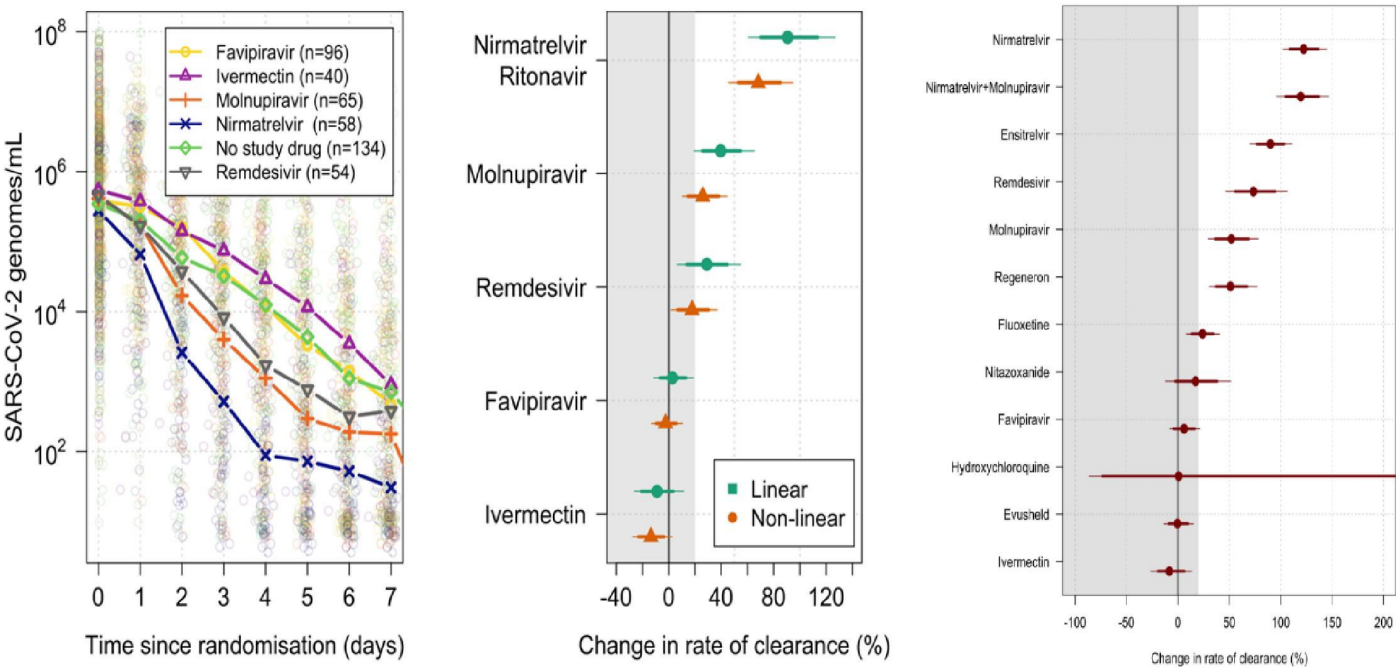 SARS-CoV-2 genomes/mL
10^8
10^6
10^4
10^2
Favipiravir (n=96)
Ivermectin (n=40)
Molnupiravir (n=65)
Nirmatrelvir (n=58)
No study drug (n=134)
Remdesivir (n=54)
0 1 2 3 4 5 6 7
Time since randomisation (days)
Nirmatrelvir
Ritonavir
Molnupiravir
Remdesivir
Favipiravir
Ivermectin
Linear
Non-linear
-40 0 40 80 120
Change in rate of clearance (%)
Nirmatrelvir
Nirmatrelvir+Molnupiravir
Ensitrelvir
Remdesivir
Molnupiravir
Regeneron
Fluoxetine
Nitazoxanide
Favipiravir
Hydroxychloroquine
Evusheld
Ivermectin
-100 -50 0 50 100 150 200
Change in rate of clearance (%)